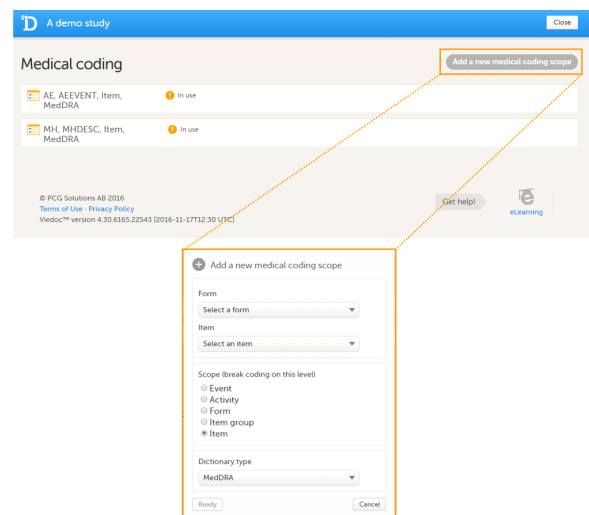 A demo study
Close
Medical coding
Add a new medical coding scope
AE, AEEVENT, Item,
MedDRA
In use
MH, MHDESC, Item,
MedDRA
In use
© PCG Solutions AB 2016
Terms of Use - Privacy Policy
Viedoc™ version 4.30.6165.22543 [2016-11-17T12:30 UTC]
Get help!
eLearning
Add a new medical coding scope
Form
Select a form
Item
Select an item
Scope (break coding on this level)
Event
Activity
Form
Item group
Item
Dictionary type
MedDRA
Ready
Cancel